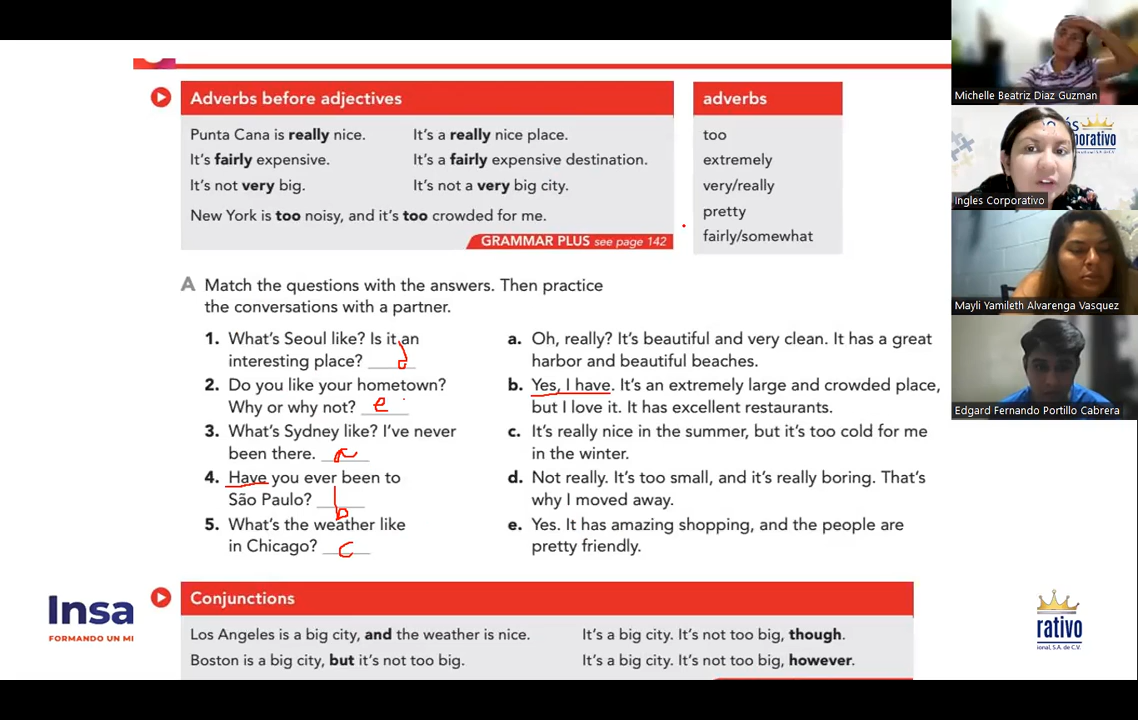 Adverbs before adjectives
Punta Cana is really nice. It's a really nice place.
It's fairly expensive. It's a fairly expensive destination.
It's not very big. It's not a very big city.
New York is too noisy, and it's too crowded for me.
GRAMMAR PLUS see page 142
adverbs
too
extremely
very/really
pretty
fairly/somewhat
A Match the questions with the answers. Then practice
the conversations with a partner.
1. What's Seoul like? Is it an
interesting place?
2. Do you like your hometown?
Why or why not? e
3. What's Sydney like? I've never
been there. a
4. Have you ever been to
São Paulo? b
5. What's the weather like
in Chicago? c
a. Oh, really? It's beautiful and very clean. It has a great
harbor and beautiful beaches.
b. Yes, I have. It's an extremely large and crowded place,
but I love it. It has excellent restaurants.
c. It's really nice in the summer, but it's too cold for me
in the winter.
d. Not really. It's too small, and it's really boring. That's
why I moved away.
e. Yes. It has amazing shopping, and the people are
pretty friendly.
Conjunctions
Los Angeles is a big city, and the weather is nice. It's a big city. It's not too big, though.
Boston is a big city, but it's not too big. It's a big city. It's not too big, however.
Insa
FORMANDO UN MI
rativo
ional, S.A. de C.V.
Michelle Beatriz Diaz Guzman
orativo
Ingles Corporativo
Mayli Yamileth Alvarenga Vasquez
Edgard Fernando Portillo Cabrera